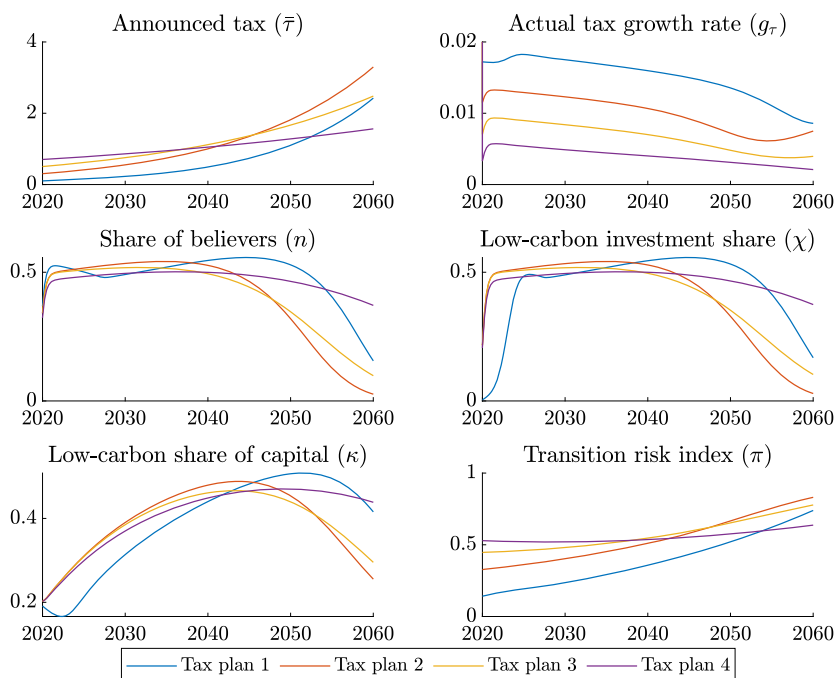 Announced tax (τ̄)
4
2
0
2020 2030 2040 2050 2060
Actual tax growth rate (gτ)
0.02
0.01
0
2020 2030 2040 2050 2060
Share of believers (n)
0.5
0
2020 2030 2040 2050 2060
Low-carbon investment share (χ)
0.5
0
2020 2030 2040 2050 2060
Low-carbon share of capital (κ)
0.4
0.2
2020 2030 2040 2050 2060
Transition risk index (π)
1
0.5
0
2020 2030 2040 2050 2060
Tax plan 1 Tax plan 2 Tax plan 3 Tax plan 4